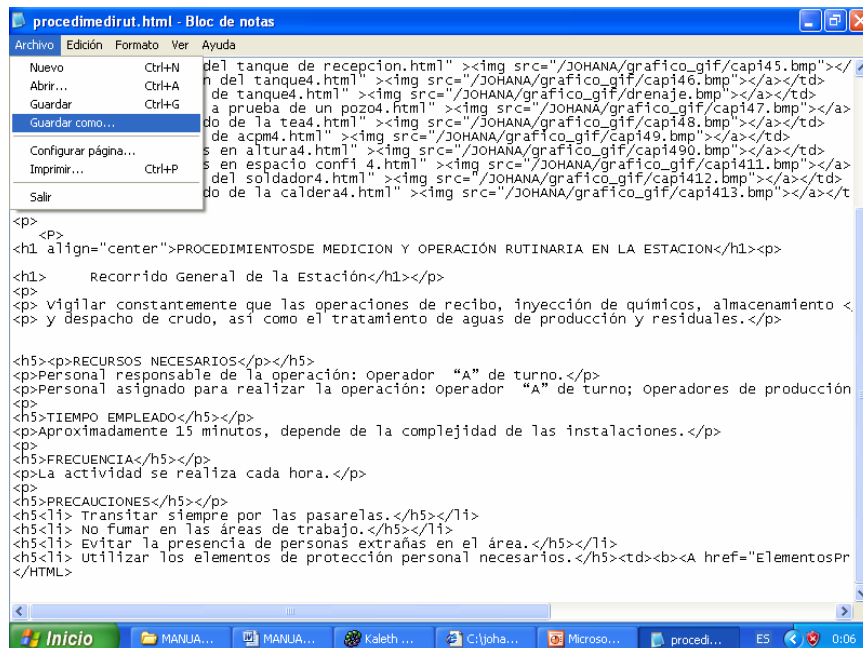 procedimedirut.html - Bloc de notas
Archivo Edición Formato Ver Ayuda
Nuevo Ctrl+N
Abrir... Ctrl+A
Guardar Ctrl+G
Guardar como...
Configurar página...
Imprimir... Ctrl+P
Salir
del tanque de recepcion.html" ><img src="/JOHANA/grafico_gif/capi45.bmp"></
n del tanque4.html" ><img src="/JOHANA/grafico_gif/capi46.bmp"></a></td>
de tanque4.html" ><img src="/JOHANA/grafico_gif/drenaje.bmp"></a></td>
a prueba de un pozo4.html" ><img src="/JOHANA/grafico_gif/capi47.bmp"></a>
do de la tea4.html" ><img src="/JOHANA/grafico_gif/capi48.bmp"></a></td>
de acpm4.html" ><img src="/JOHANA/grafico_gif/capi49.bmp"></a></td>
s en altura4.html" ><img src="/JOHANA/grafico_gif/capi490.bmp"></a></td>
s en espacio confi 4.html" ><img src="/JOHANA/grafico_gif/capi411.bmp"></a>
del soldador4.html" ><img src="/JOHANA/grafico_gif/capi412.bmp"></a></td>
do de la caldera4.html" ><img src="/JOHANA/grafico_gif/capi413.bmp"></a></t
<p>
<P>
<h1 align="center">PROCEDIMIENTOSDE MEDICION Y OPERACIÓN RUTINARIA EN LA ESTACION</h1><p>
<h1> Recorrido General de la Estación</h1></p>
<p>
<p> Vigilar constantemente que las operaciones de recibo, inyección de químicos, almacenamiento <
<p> y despacho de crudo, así como el tratamiento de aguas de producción y residuales.</p>
<h5><p>RECURSOS NECESARIOS</p></h5>
<p>Personal responsable de la operación: Operador “A” de turno.</p>
<p>Personal asignado para realizar la operación: Operador “A” de turno; Operadores de producción
<p>
<h5>TIEMPO EMPLEADO</h5></p>
<p>Aproximadamente 15 minutos, depende de la complejidad de las instalaciones.</p>
<p>
<h5>FRECUENCIA</h5></p>
<p>La actividad se realiza cada hora.</p>
<p>
<h5>PRECAUCIONES</h5></p>
<h5<li> Transitar siempre por las pasarelas.</h5></li>
<h5<li> No fumar en las áreas de trabajo.</h5></li>
<h5<li> Evitar la presencia de personas extrañas en el área.</h5></li>
<h5<li> Utilizar los elementos de protección personal necesarios.</h5><td><b><A href="ElementosPr
</HTML>
Inicio MANUA... MANUA... Kaleth ... C:\joha... Microso... procedi... ES 0:06